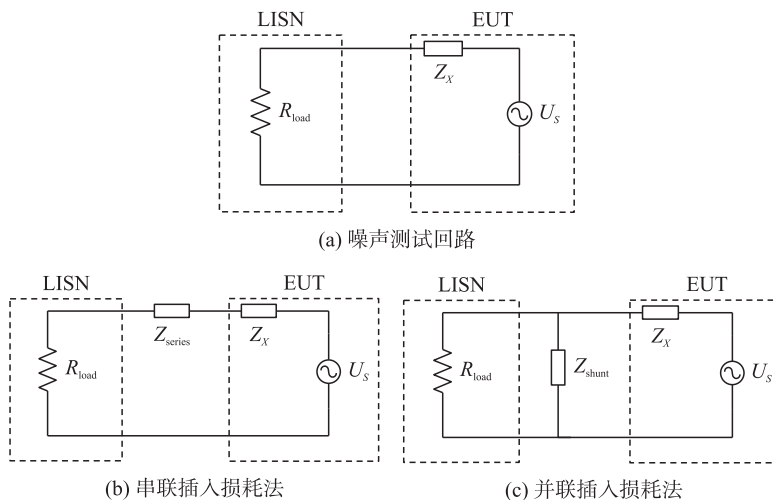 LISN EUT
Z_X
R_load
U_S
(a) 噪声测试回路
LISN EUT
Z_series Z_X
R_load
U_S
(b) 串联插入损耗法
LISN EUT
Z_X
R_load Z_shunt
U_S
(c) 并联插入损耗法